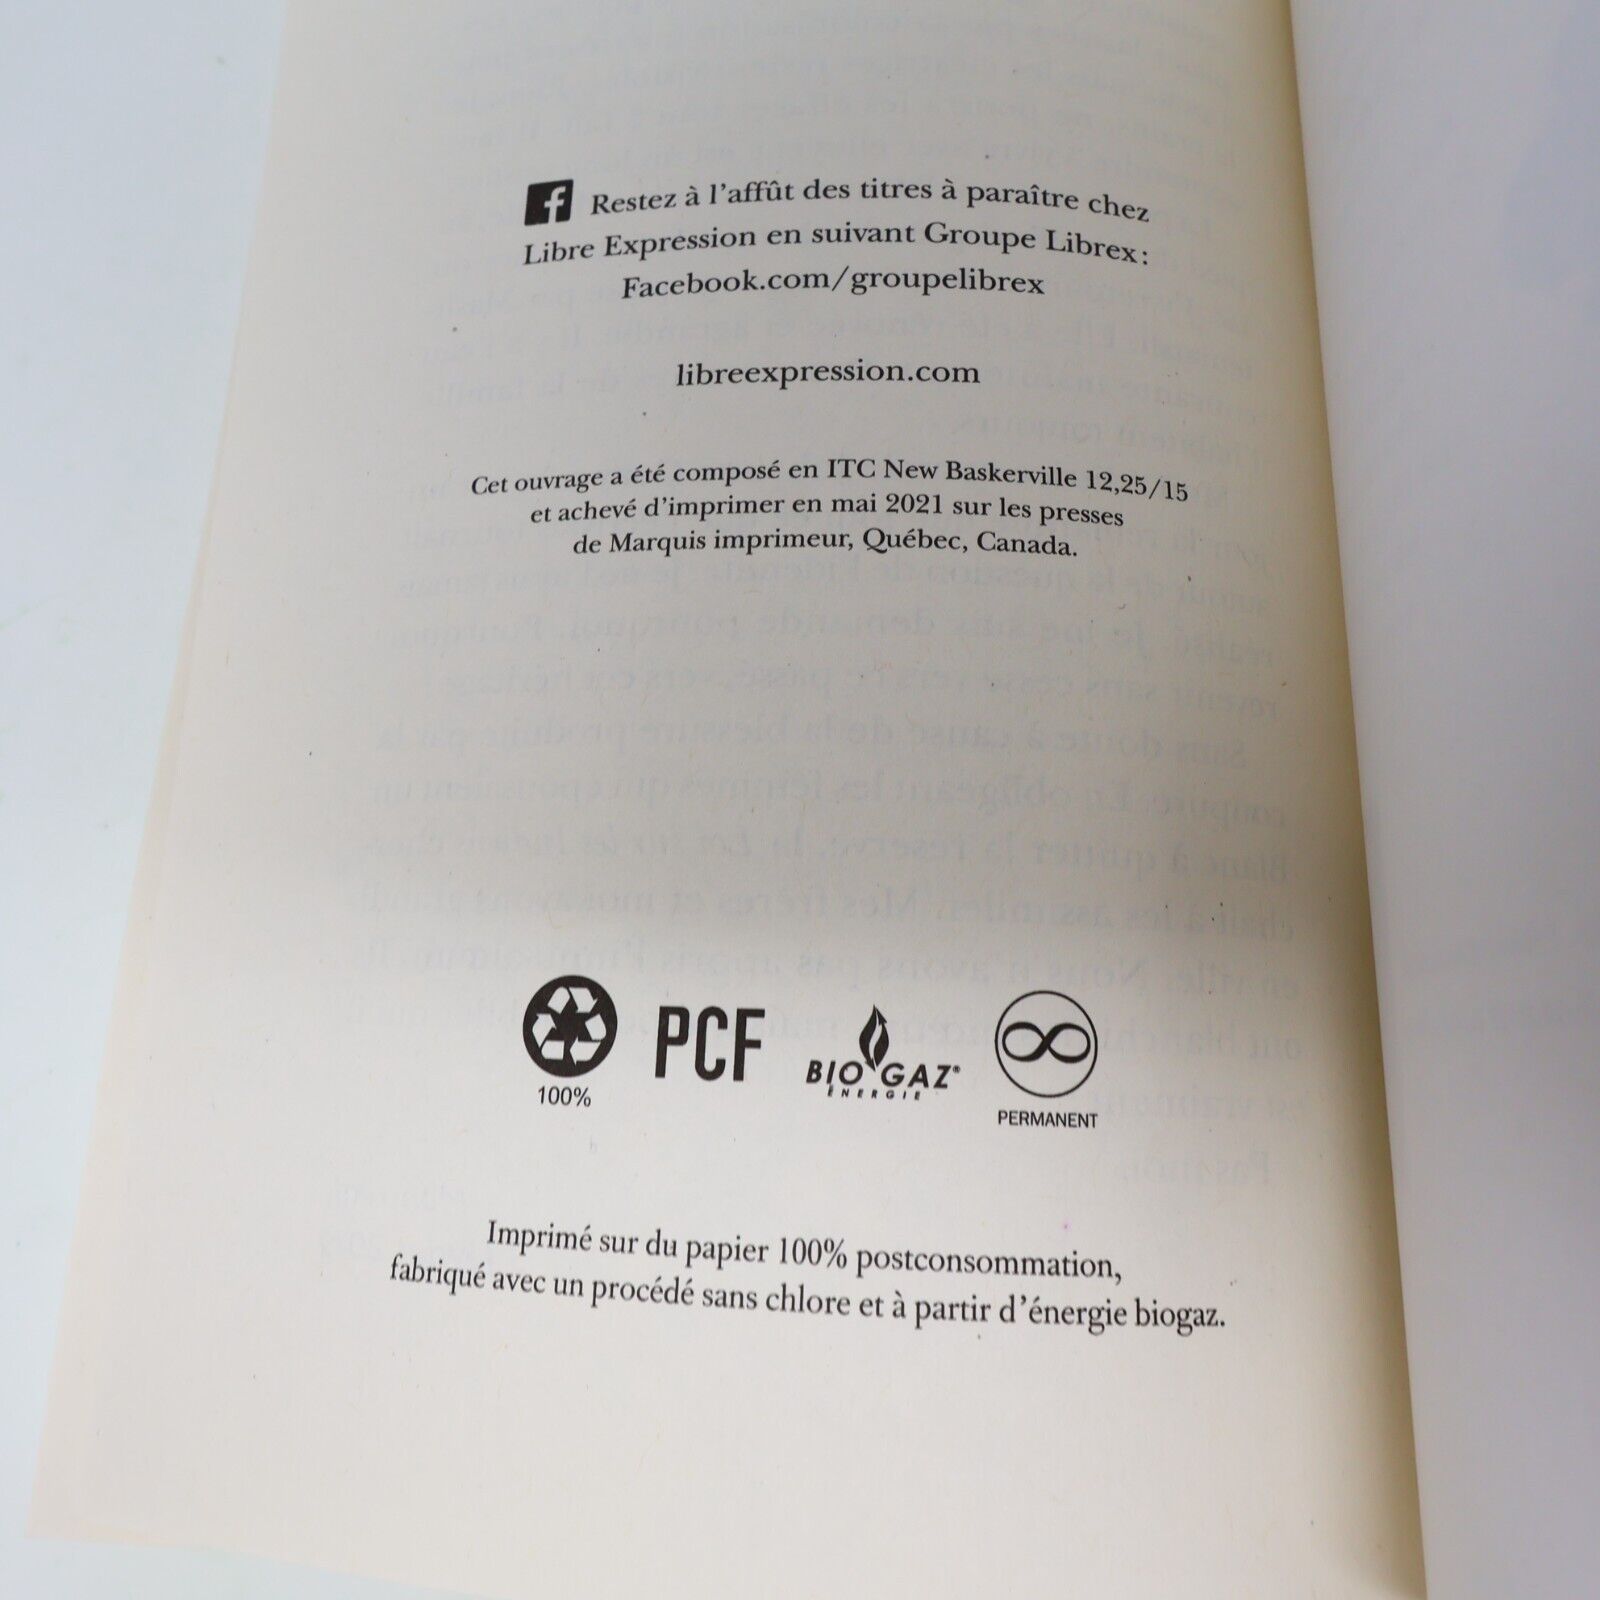 Restez à l'affût des titres à paraître chez
Libre Expression en suivant Groupe Librex :
Facebook.com/groupelibrex
libreexpression.com
Cet ouvrage a été composé en ITC New Baskerville 12,25/15
et achevé d'imprimer en mai 2021 sur les presses
de Marquis imprimeur, Québec, Canada.
100%
PCF
BIO GAZ®
ÉNERGIE
PERMANENT
Imprimé sur du papier 100% postconsommation,
fabriqué avec un procédé sans chlore et à partir d'énergie biogaz.